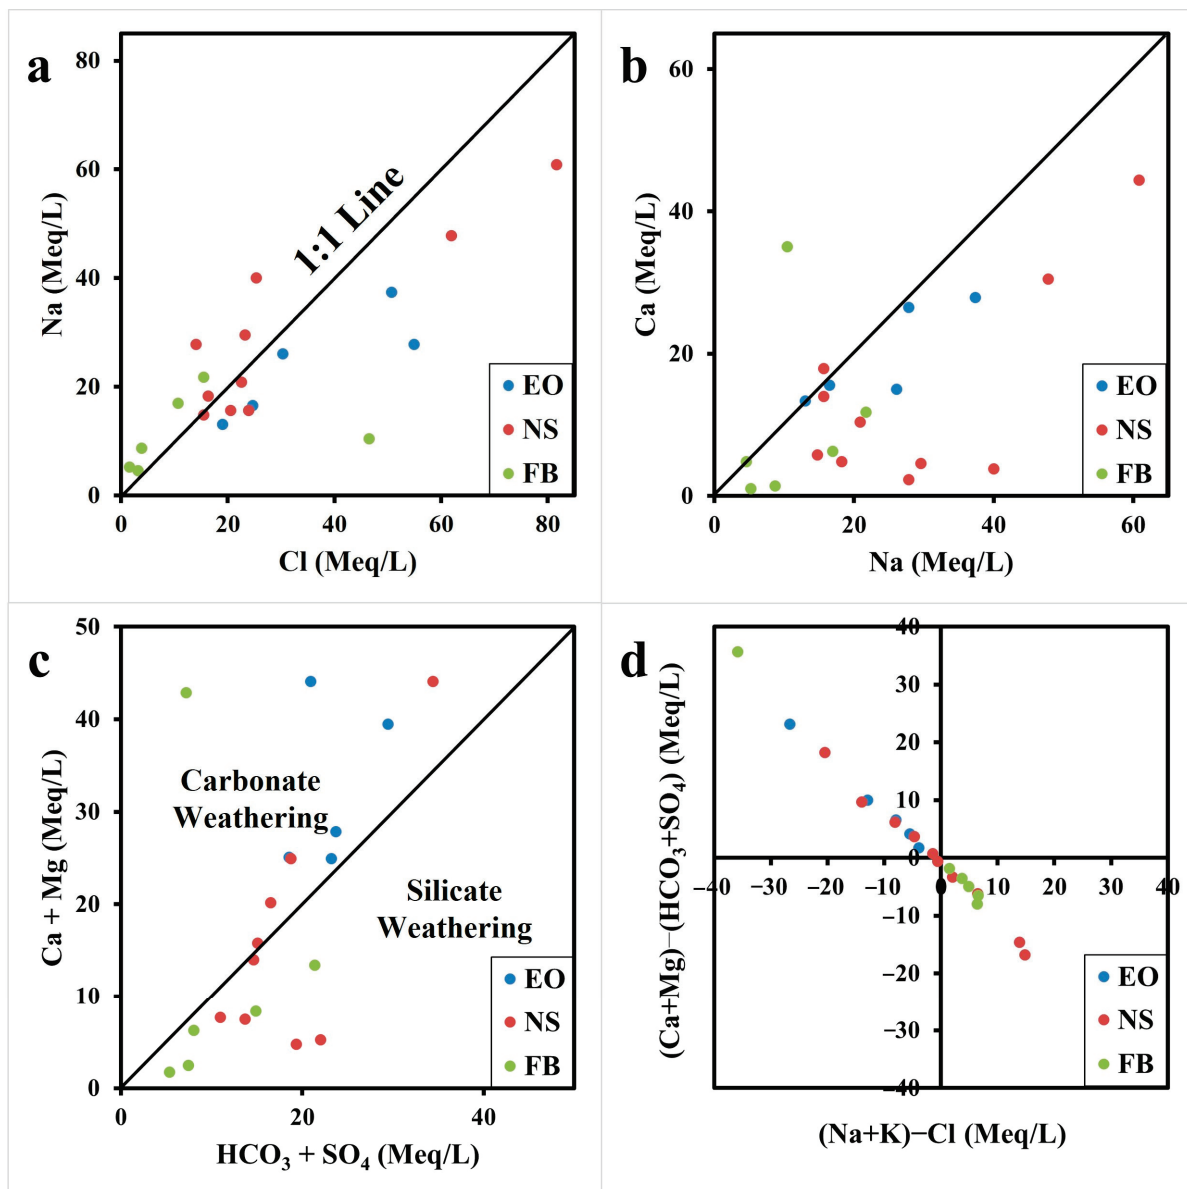 a
80
60
40
20
0
Na (Meq/L)
1:1 Line
EO
NS
FB
0 20 40 60 80
Cl (Meq/L)
b
60
40
20
0
Ca (Meq/L)
EO
NS
FB
0 20 40 60
Na (Meq/L)
c
50
40
30
20
10
0
Ca + Mg (Meq/L)
Carbonate
Weathering
Silicate
Weathering
EO
NS
FB
0 20 40
HCO₃ + SO₄ (Meq/L)
d
40
30
20
10
0
−10
−20
−30
−40
(Ca+Mg)−(HCO₃+SO₄) (Meq/L)
−40 −30 −20 −10 0 10 20 30 40
EO
NS
FB
(Na+K)−Cl (Meq/L)